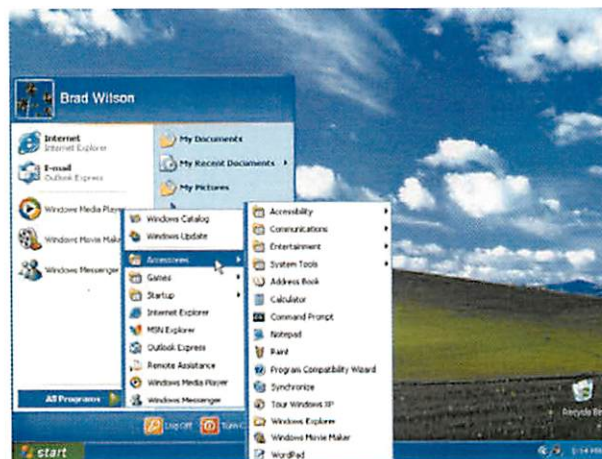 Brad Wilson
Internet
Internet Explorer
E-mail
Outlook Express
Windows Media Player
Windows Movie Mak
Windows Messenger
All Programs
My Documents
My Recent Documents
My Pictures
Windows Catalog
Windows Update
Accessories
Games
Startup
Internet Explorer
MSN Explorer
Outlook Express
Remote Assistance
Windows Media Player
Windows Messenger
Accessibility
Communications
Entertainment
System Tools
Address Book
Calculator
Command Prompt
Notepad
Paint
Program Compatibility Wizard
Synchronize
Tour Windows XP
Windows Explorer
Windows Movie Maker
WordPad
Log Off
Turn
Recycle Bin
start